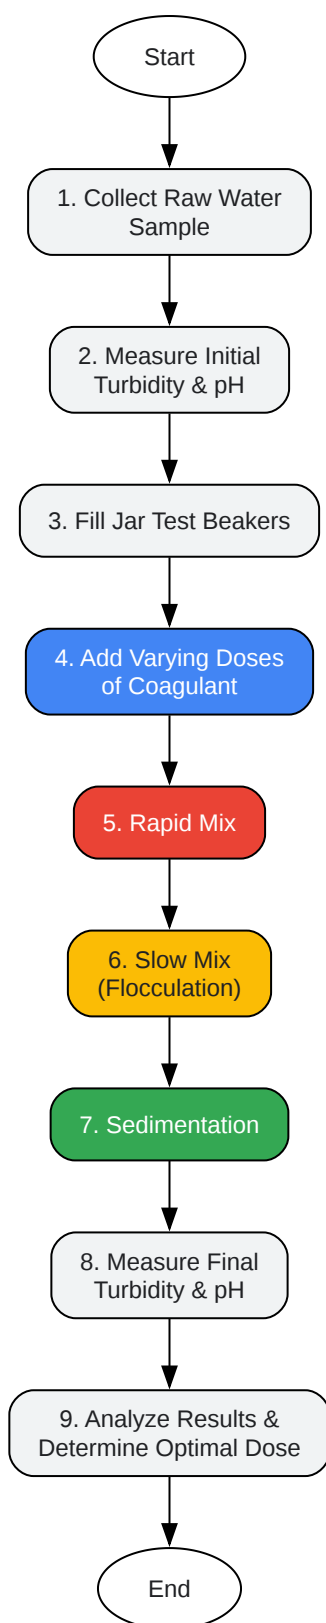 Start
1. Collect Raw Water
Sample
2. Measure Initial
Turbidity & pH
3. Fill Jar Test Beakers
4. Add Varying Doses
of Coagulant
5. Rapid Mix
6. Slow Mix
(Flocculation)
7. Sedimentation
8. Measure Final
Turbidity & pH
9. Analyze Results &
Determine Optimal Dose
End